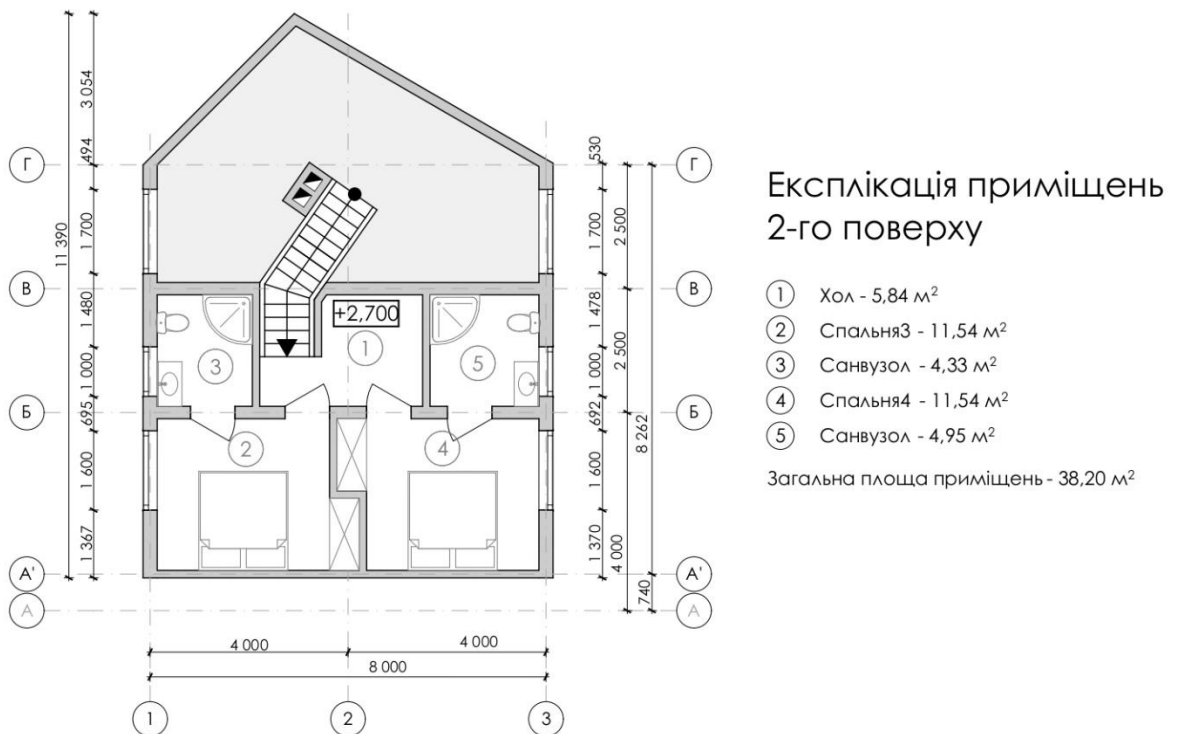 Експлікація приміщень
2-го поверху
1 Хол - 5,84 м²
2 Спальня3 - 11,54 м²
3 Санвузол - 4,33 м²
4 Спальня4 - 11,54 м²
5 Санвузол - 4,95 м²
Загальна площа приміщень - 38,20 м²
11 390
3 054
494
1 700
1 480
1 000
695
1 600
1 367
Г
В
Б
А'
А
+2,700
1
2
3
4
5
530
1 700
1 478
1 000
692
1 600
1 370
2 500
2 500
4 000
8 262
740
Г
В
Б
А'
А
4 000
4 000
8 000
1
2
3